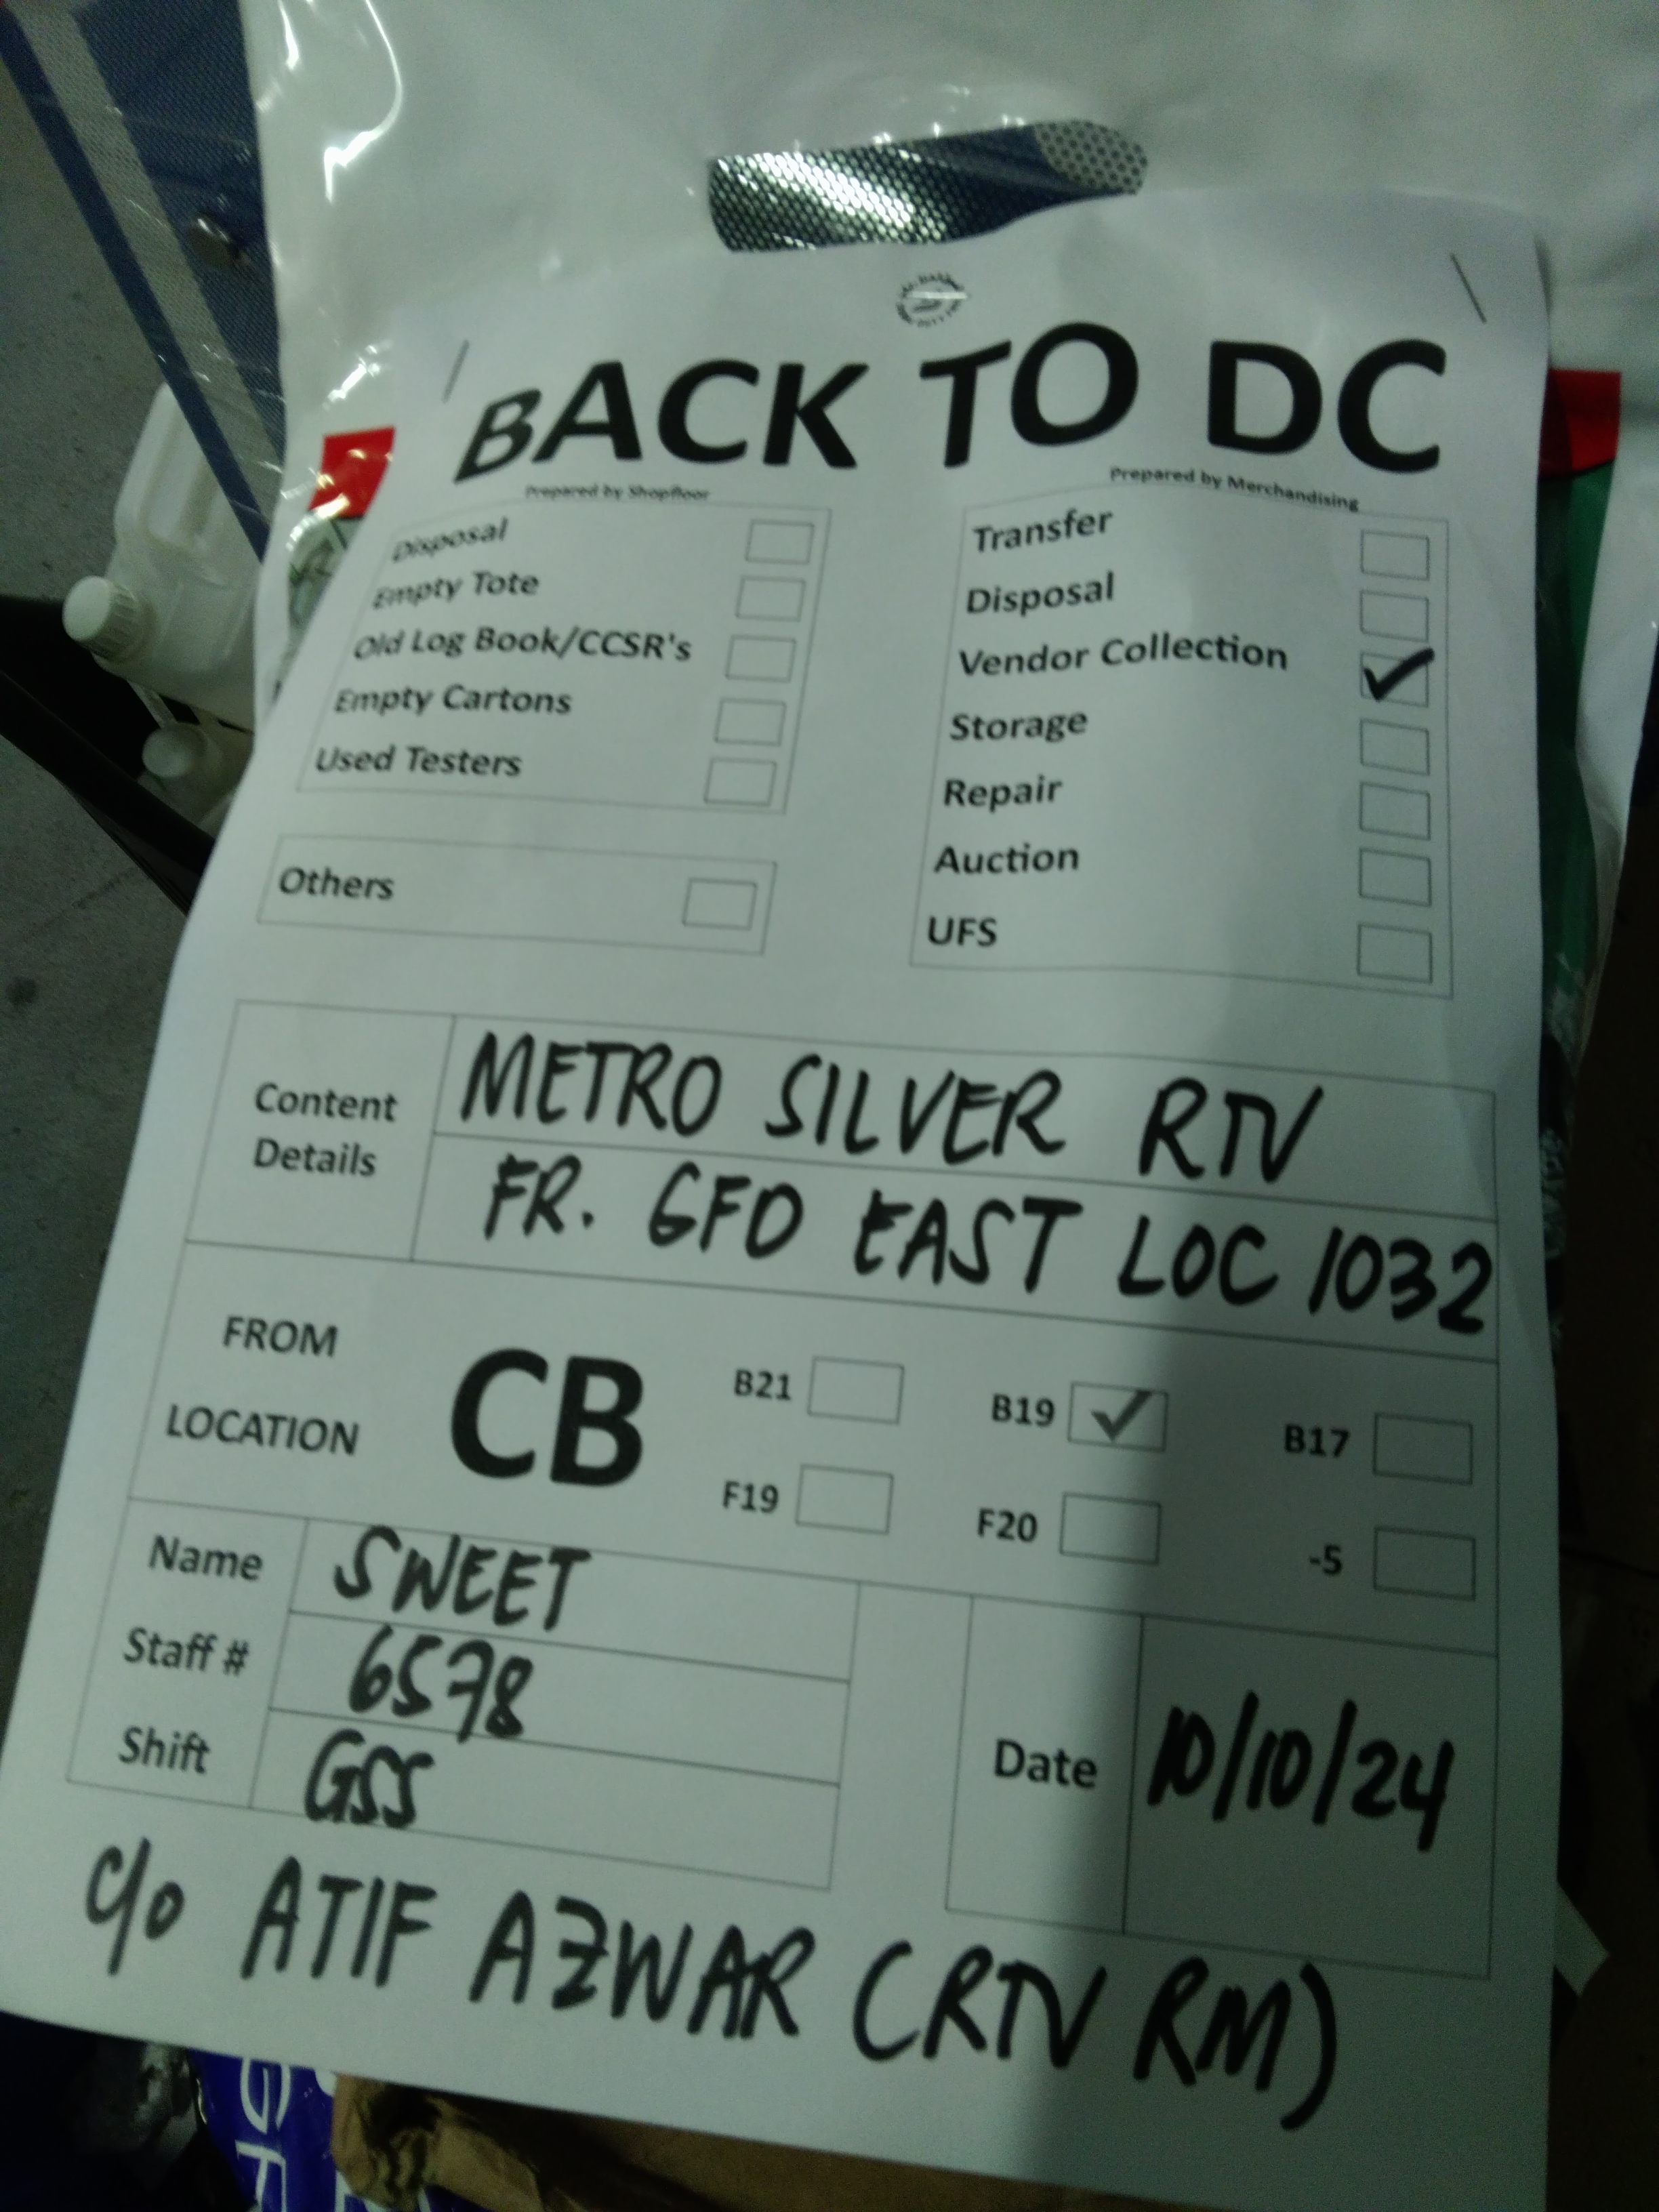 BACK TO DC
Prepared by Shopfloor
Disposal
Empty Tote
Old Log Book/CCSR's
Empty Cartons
Used Testers
Others
Prepared by Merchandising
Transfer
Disposal
Vendor Collection ✓
Storage
Repair
Auction
UFS
Content Details
METRO SILVER RTV
FR. GFO EAST LOC 1032
FROM LOCATION
CB
B21 B19 ✓ B17
F19 F20 -5
Name SWEET
Staff # 6578
Shift GSS
Date 10/10/24
c/o ATIF AZWAR (RTV RM)